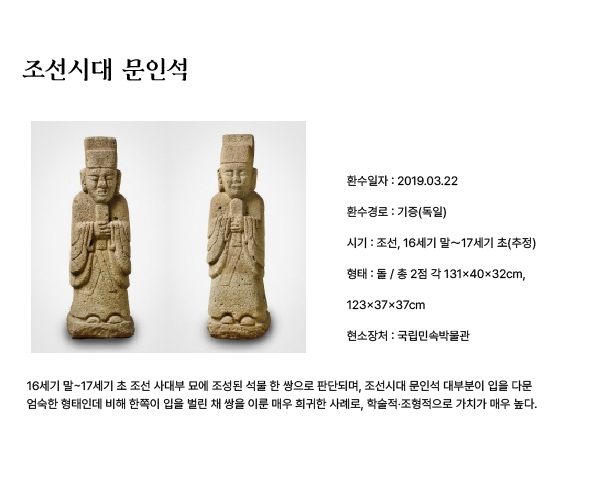 조선시대 문인석
환수일자 : 2019.03.22
환수경로 : 기증(독일)
시기 : 조선, 16세기 말~17세기 초(추정)
형태 : 돌 / 총 2점 각 131×40×32cm,
123×37×37cm
현소장처 : 국립민속박물관
16세기 말~17세기 초 조선 사대부 묘에 조성된 석물 한 쌍으로 판단되며, 조선시대 문인석 대부분이 입을 다문
엄숙한 형태인데 비해 한쪽이 입을 벌린 채 쌍을 이룬 매우 희귀한 사례로, 학술적·조형적으로 가치가 매우 높다.